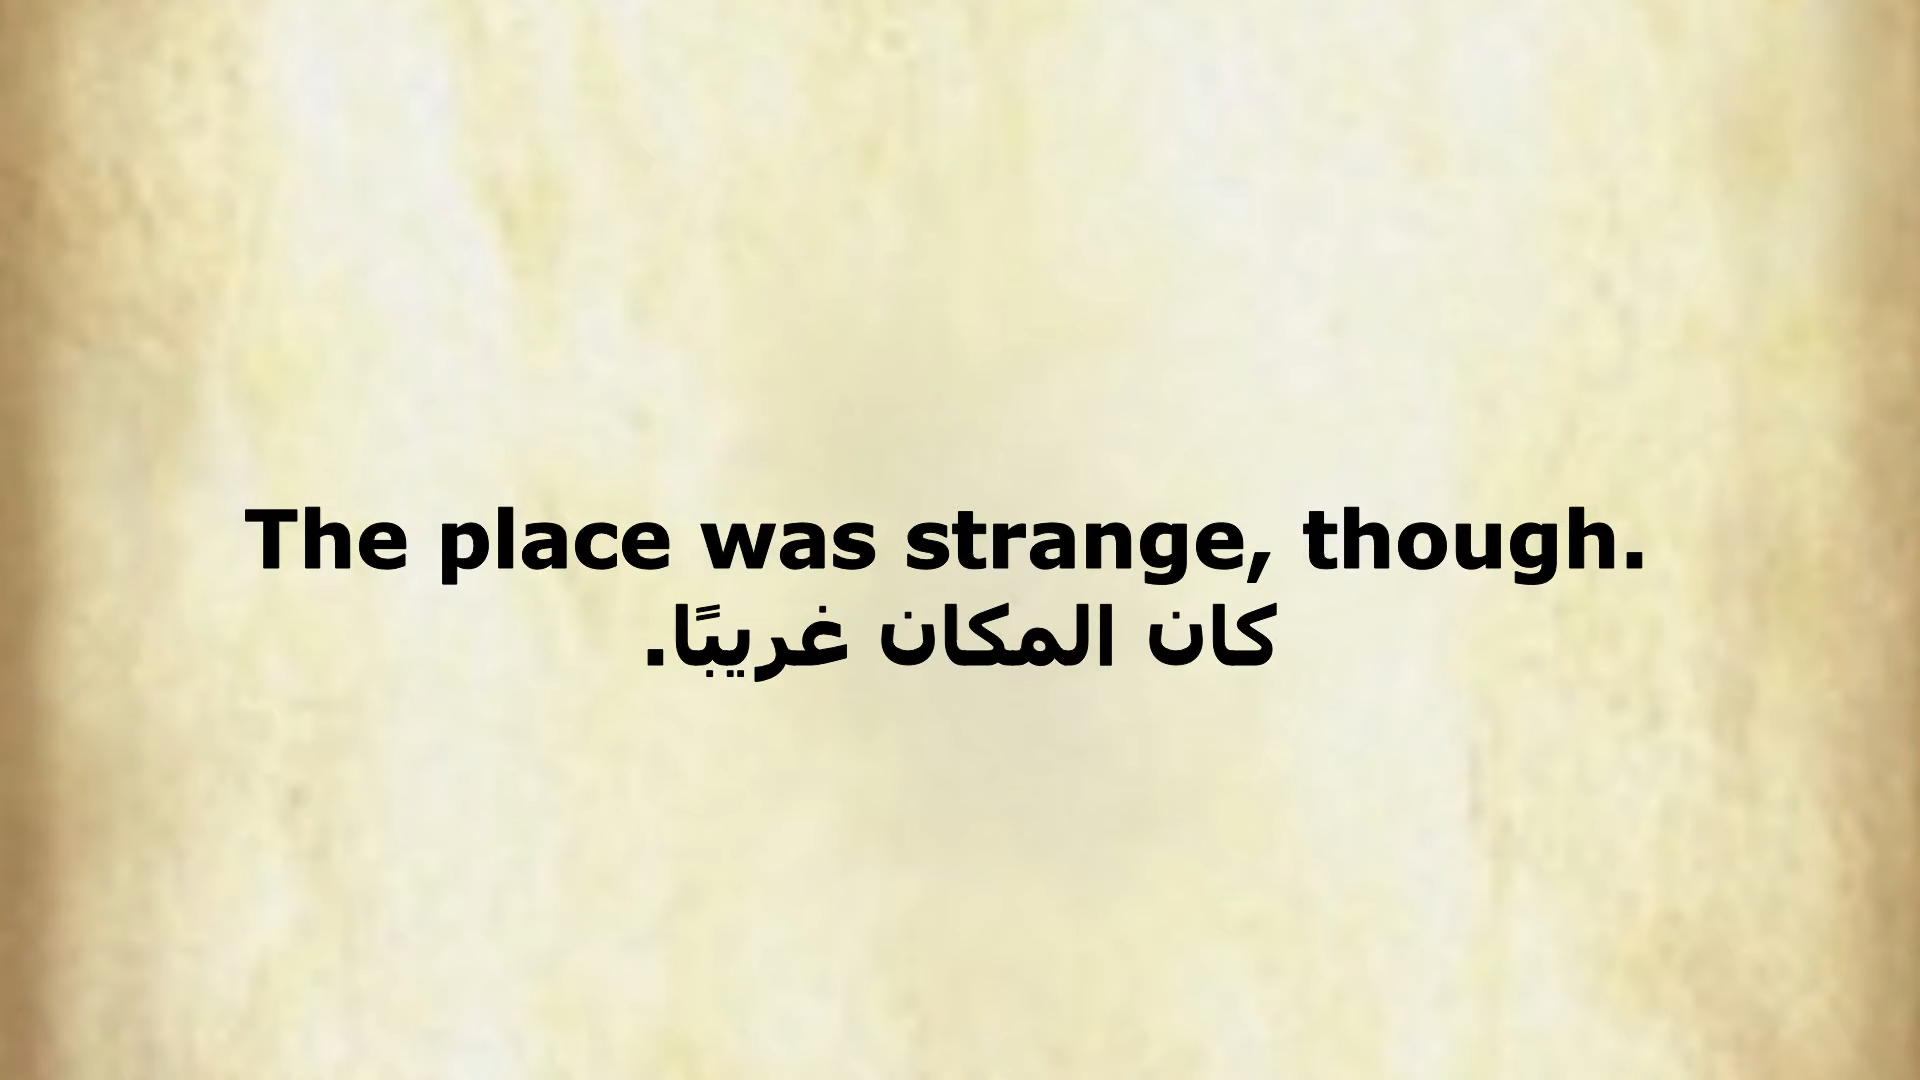 The place was strange, though.
كان المكان غريبًا.